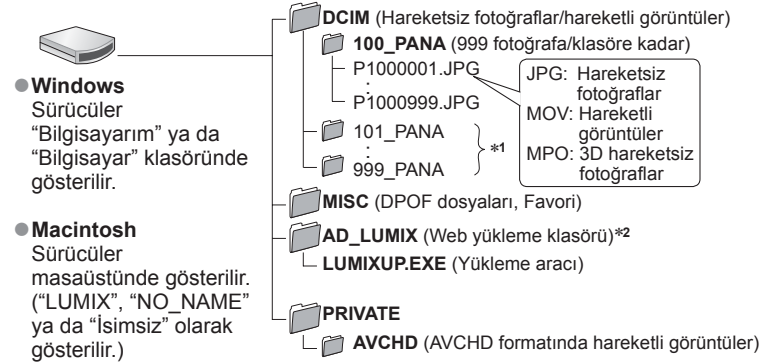 ●Windows
Sürücüler
“Bilgisayarım” ya da
“Bilgisayar” klasöründe
gösterilir.
●Macintosh
Sürücüler
masaüstünde gösterilir.
(“LUMIX”, “NO_NAME”
ya da “İsimsiz” olarak
gösterilir.)
DCIM (Hareketsiz fotoğraflar/hareketli görüntüler)
100_PANA (999 fotoğrafa/klasöre kadar)
P1000001.JPG
:
P1000999.JPG
JPG: Hareketsiz
fotoğraflar
MOV: Hareketli
görüntüler
MPO: 3D hareketsiz
fotoğraflar
101_PANA
:
999_PANA
*1
MISC (DPOF dosyaları, Favori)
AD_LUMIX (Web yükleme klasörü)*2
LUMIXUP.EXE (Yükleme aracı)
PRIVATE
AVCHD (AVCHD formatında hareketli görüntüler)